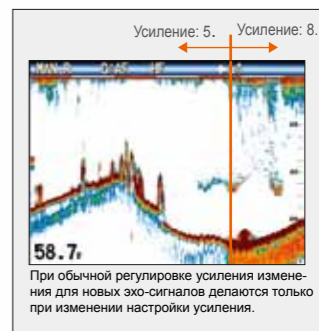 Усиление: 5. Усиление: 8.
58.7
При обычной регулировке усиления измене-
ния для новых эхо-сигналов делаются только
при изменении настройки усиления.